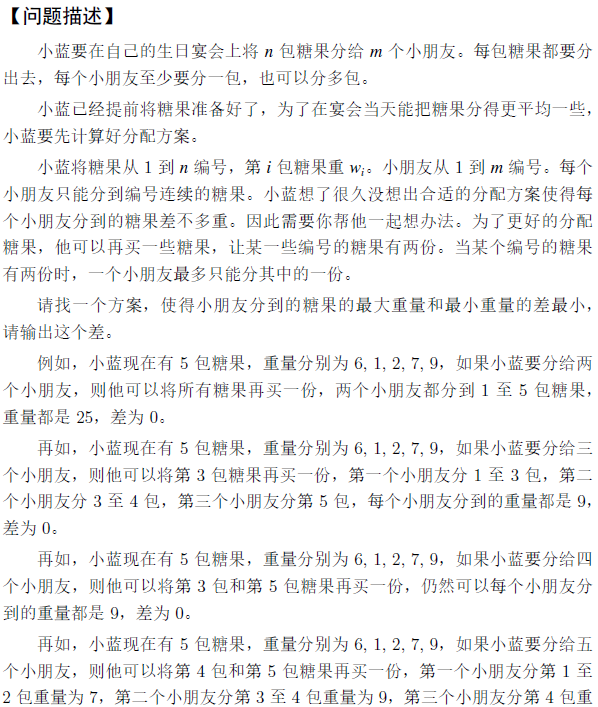 【问题描述】
小蓝要在自己的生日宴会上将 n 包糖果分给 m 个小朋友。每包糖果都要分
出去，每个小朋友至少要分一包，也可以分多包。
小蓝已经提前将糖果准备好了，为了在宴会当天能把糖果分得更平均一些，
小蓝要先计算好分配方案。
小蓝将糖果从 1 到 n 编号，第 i 包糖果重 wᵢ。小朋友从 1 到 m 编号。每个
小朋友只能分到编号连续的糖果。小蓝想了很久没想出合适的分配方案使得每
个小朋友分到的糖果差不多重。因此需要你帮他一起想办法。为了更好的分配
糖果，他可以再买一些糖果，让某一些编号的糖果有两份。当某个编号的糖果
有两份时，一个小朋友最多只能分其中的一份。
请找一个方案，使得小朋友分到的糖果的最大重量和最小重量的差最小，
请输出这个差。
例如，小蓝现在有 5 包糖果，重量分别为 6, 1, 2, 7, 9，如果小蓝要分给两
个小朋友，则他可以将所有糖果再买一份，两个小朋友都分到 1 至 5 包糖果，
重量都是 25，差为 0。
再如，小蓝现在有 5 包糖果，重量分别为 6, 1, 2, 7, 9，如果小蓝要分给三
个小朋友，则他可以将第 3 包糖果再买一份，第一个小朋友分 1 至 3 包，第二
个小朋友分 3 至 4 包，第三个小朋友分第 5 包，每个小朋友分到的重量都是 9，
差为 0。
再如，小蓝现在有 5 包糖果，重量分别为 6, 1, 2, 7, 9，如果小蓝要分给四
个小朋友，则他可以将第 3 包和第 5 包糖果再买一份，仍然可以每个小朋友分
到的重量都是 9，差为 0。
再如，小蓝现在有 5 包糖果，重量分别为 6, 1, 2, 7, 9，如果小蓝要分给五
个小朋友，则他可以将第 4 包和第 5 包糖果再买一份，第一个小朋友分第 1 至
2 包重量为 7，第二个小朋友分第 3 至 4 包重量为 9，第三个小朋友分第 4 包重